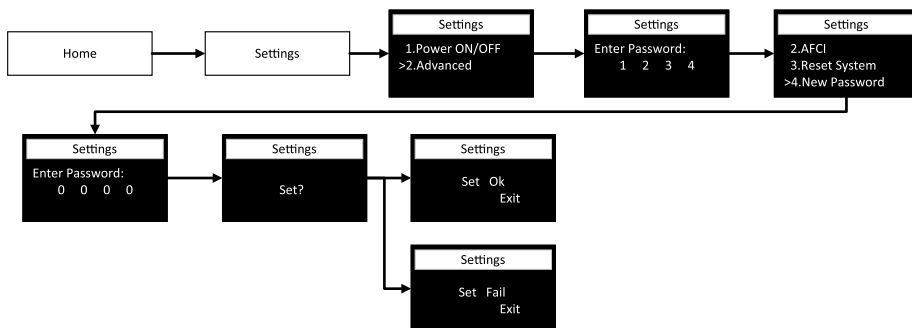 Home
Settings
Settings
1.Power ON/OFF
>2.Advanced
Settings
Enter Password:
1 2 3 4
Settings
2.AFCI
3.Reset System
>4.New Password
Settings
Enter Password:
0 0 0 0
Settings
Set?
Settings
Set Ok
Exit
Settings
Set Fail
Exit